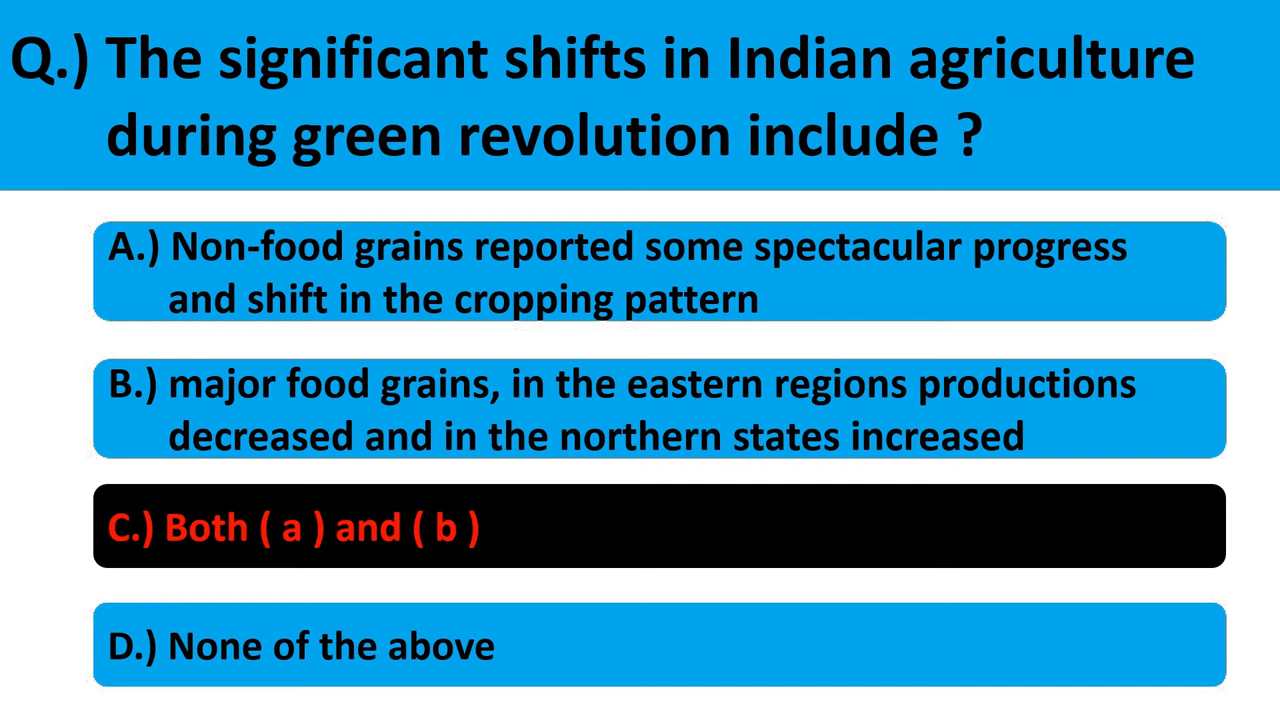 Q.) The significant shifts in Indian agriculture
during green revolution include ?
A.) Non-food grains reported some spectacular progress
and shift in the cropping pattern
B.) major food grains, in the eastern regions productions
decreased and in the northern states increased
C.) Both ( a ) and ( b )
D.) None of the above